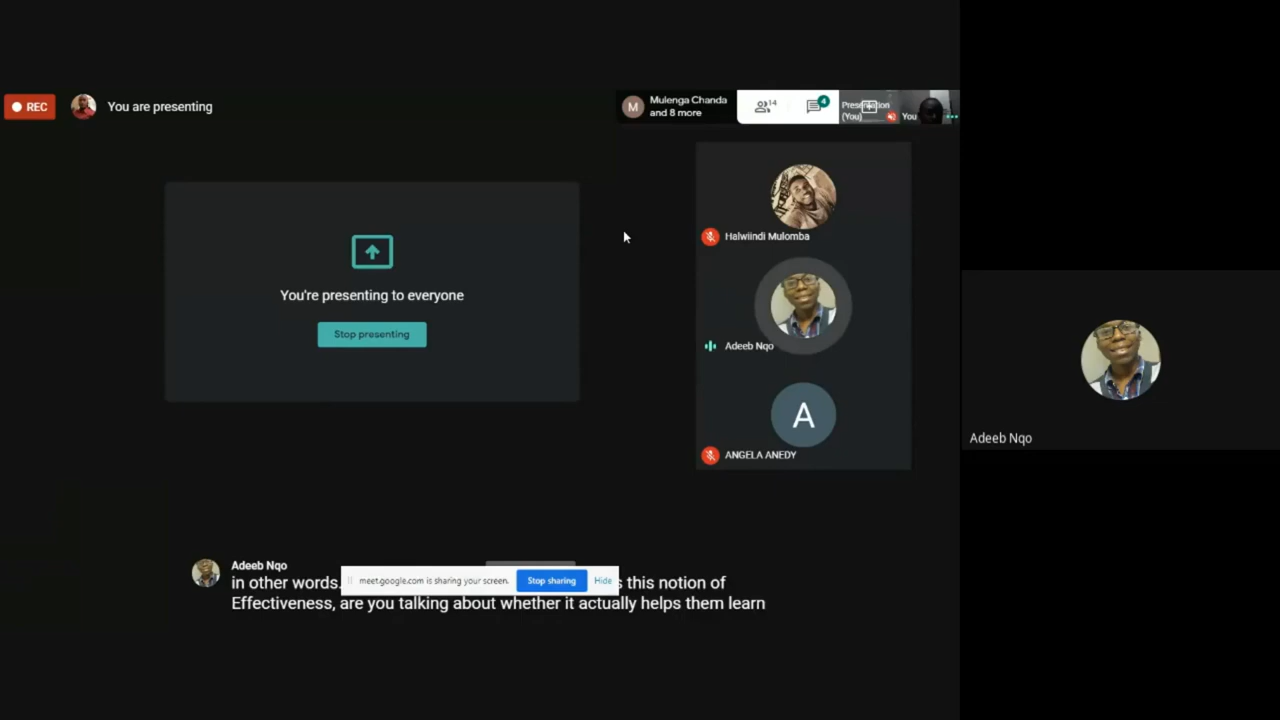 REC
You are presenting
M
Mulenga Chanda
and 8 more
14
4
Presentation
(You)
You
Halwiindi Mulomba
You're presenting to everyone
Stop presenting
Adeeb Nqo
A
ANGELA ANEDY
Adeeb Nqo
Adeeb Nqo
in other words.
meet.google.com is sharing your screen.
Stop sharing
Hide
s this notion of
Effectiveness, are you talking about whether it actually helps them learn